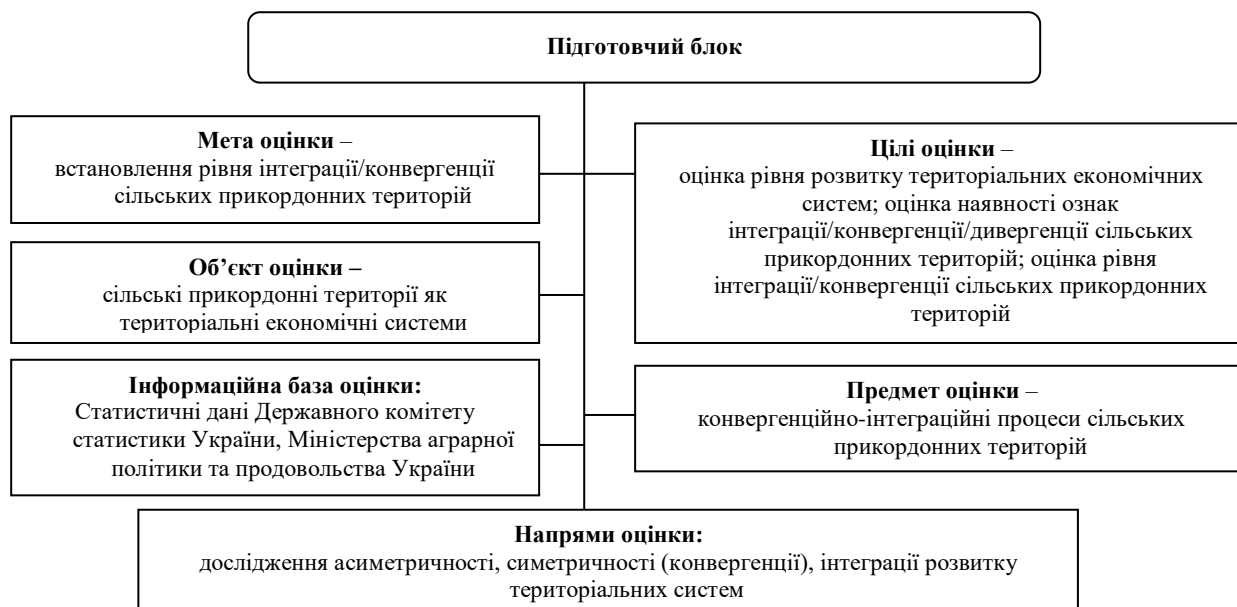 Підготовчий блок
Мета оцінки –
встановлення рівня інтеграції/конвергенції
сільських прикордонних територій
Цілі оцінки –
оцінка рівня розвитку територіальних економічних
систем; оцінка наявності ознак
інтеграції/конвергенції/дивергенції сільських
прикордонних територій; оцінка рівня
інтеграції/конвергенції сільських прикордонних
територій
Об’єкт оцінки –
сільські прикордонні території як
територіальні економічні системи
Інформаційна база оцінки:
Статистичні дані Державного комітету
статистики України, Міністерства аграрної
політики та продовольства України
Предмет оцінки –
конвергенційно-інтеграційні процеси сільських
прикордонних територій
Напрями оцінки:
дослідження асиметричності, симетричності (конвергенції), інтеграції розвитку
територіальних систем